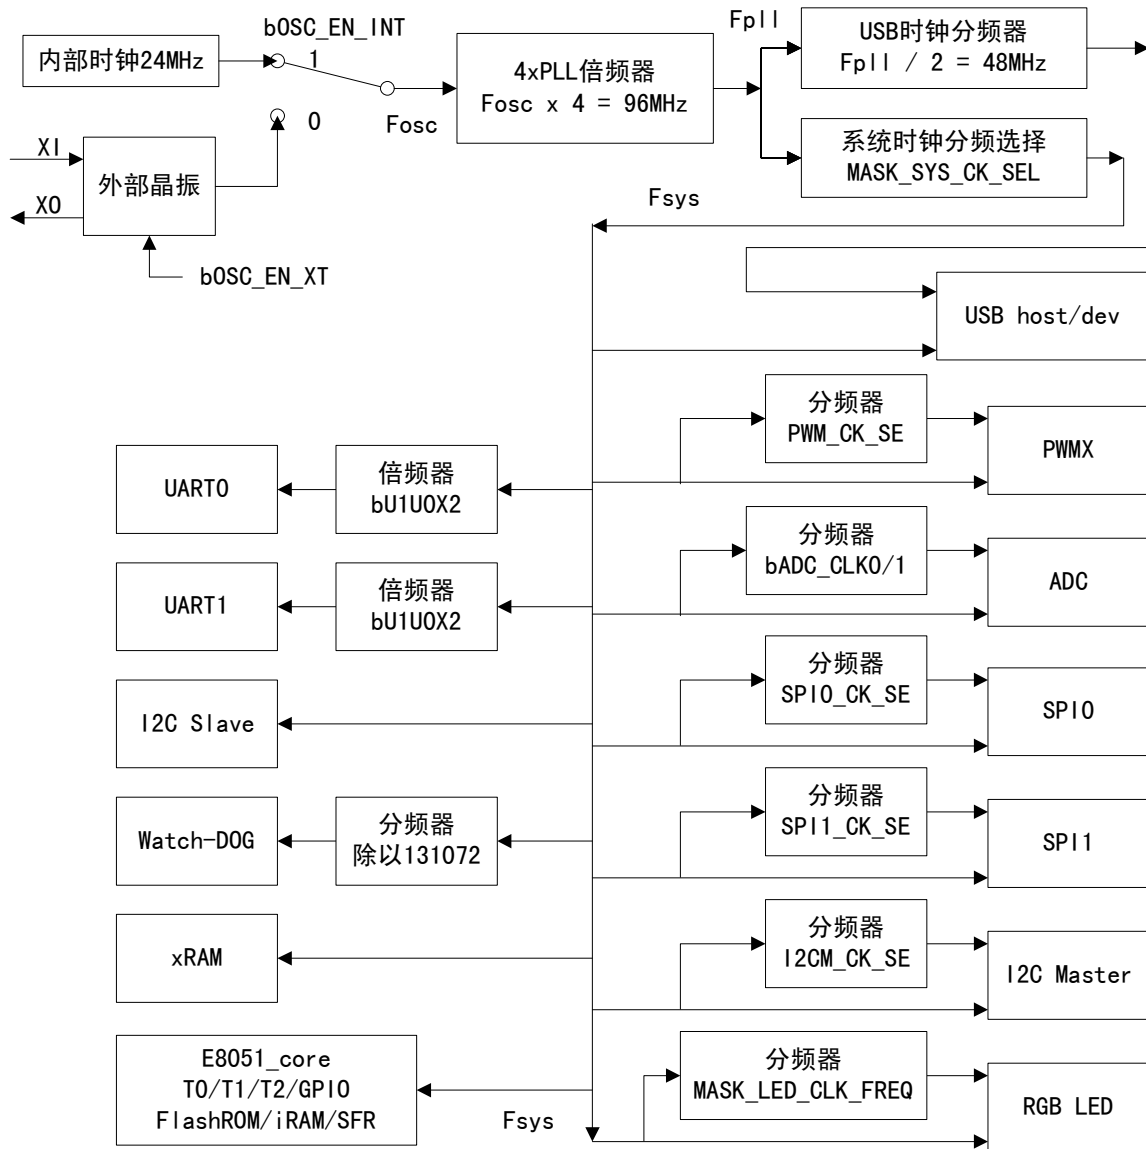 bOSC_EN_INT
内部时钟24MHz
1
0
Fosc
4xPLL倍频器
Fosc x 4 = 96MHz
Fpll
USB时钟分频器
Fpll / 2 = 48MHz
系统时钟分频选择
MASK_SYS_CK_SEL
XI
XO
外部晶振
bOSC_EN_XT
Fsys
USB host/dev
分频器
PWM_CK_SE
PWMX
UART0
倍频器
bU1U0X2
分频器
bADC_CLK0/1
ADC
UART1
倍频器
bU1U0X2
分频器
SPI0_CK_SE
SPI0
I2C Slave
分频器
SPI1_CK_SE
SPI1
Watch-DOG
分频器
除以131072
分频器
I2CM_CK_SE
I2C Master
xRAM
E8051_core
T0/T1/T2/GPIO
FlashROM/iRAM/SFR
Fsys
分频器
MASK_LED_CLK_FREQ
RGB LED